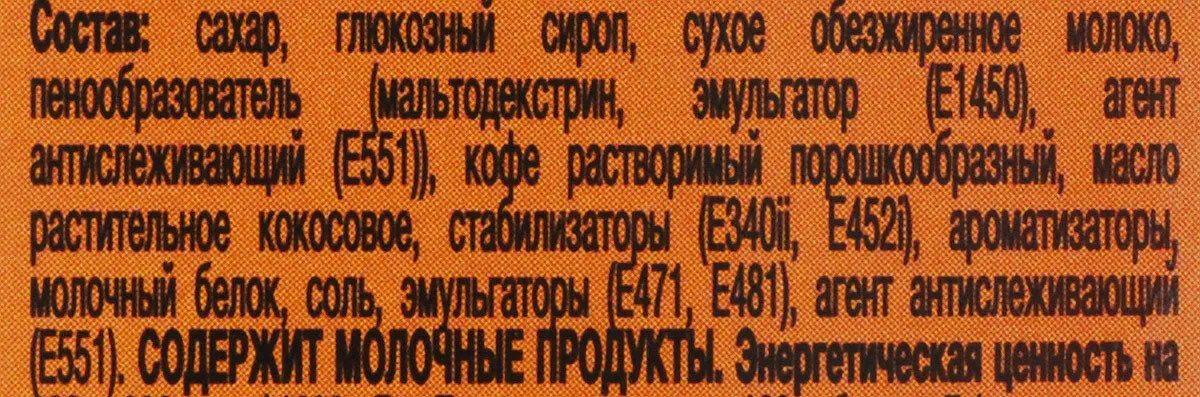 Состав: сахар, глюкозный сироп, сухое обезжиренное молоко,
пенообразователь (мальтодекстрин, эмульгатор (Е1450), агент
антислеживающий (Е551)), кофе растворимый порошкообразный, масло
растительное кокосовое, стабилизаторы (Е340ii, Е452i), ароматизаторы,
молочный белок, соль, эмульгаторы (Е471, Е481), агент антислеживающий
(Е551). СОДЕРЖИТ МОЛОЧНЫЕ ПРОДУКТЫ. Энергетическая ценность на